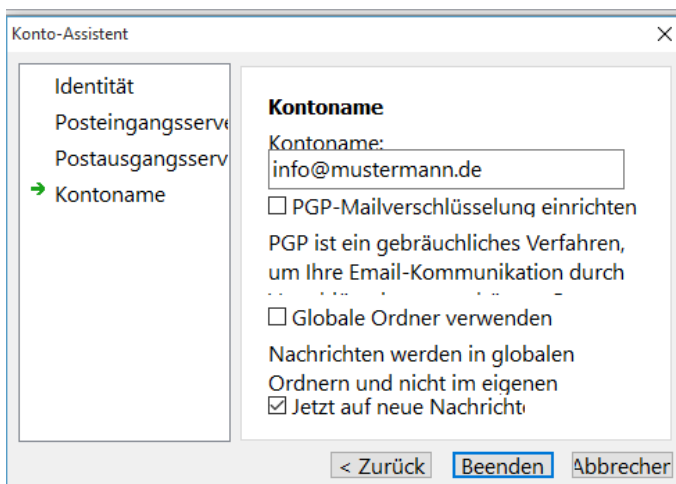 Konto-Assistent
Identität
Posteingangsserve
Postausgangsserv
Kontoname
Kontoname
Kontoname:
info@mustermann.de
PGP-Mailverschlüsselung einrichten
PGP ist ein gebräuchliches Verfahren,
um Ihre Email-Kommunikation durch
Globale Ordner verwenden
Nachrichten werden in globalen
Ordnern und nicht im eigenen
Jetzt auf neue Nachrichte
< Zurück
Beenden
Abbrecher